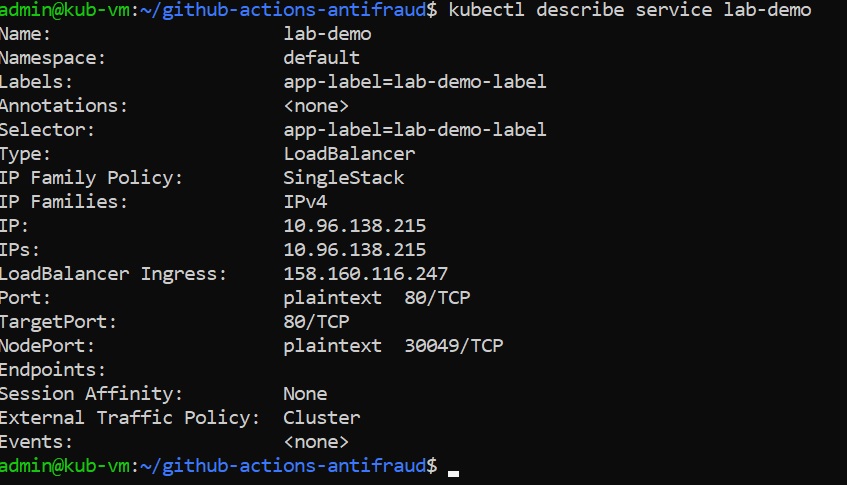 admin@kub-vm:~/github-actions-antifraud$ kubectl describe service lab-demo
Name: lab-demo
Namespace: default
Labels: app-label=lab-demo-label
Annotations: <none>
Selector: app-label=lab-demo-label
Type: LoadBalancer
IP Family Policy: SingleStack
IP Families: IPv4
IP: 10.96.138.215
IPs: 10.96.138.215
LoadBalancer Ingress: 158.160.116.247
Port: plaintext 80/TCP
TargetPort: 80/TCP
NodePort: plaintext 30049/TCP
Endpoints:
Session Affinity: None
External Traffic Policy: Cluster
Events: <none>
admin@kub-vm:~/github-actions-antifraud$